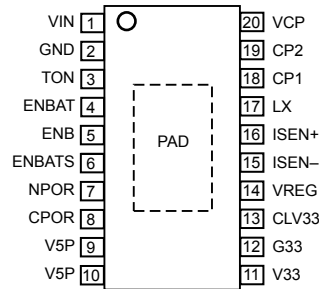 VIN 1
GND 2
TON 3
ENBAT 4
ENB 5
ENBATS 6
NPOR 7
CPOR 8
V5P 9
V5P 10
PAD
20 VCP
19 CP2
18 CP1
17 LX
16 ISEN+
15 ISEN–
14 VREG
13 CLV33
12 G33
11 V33